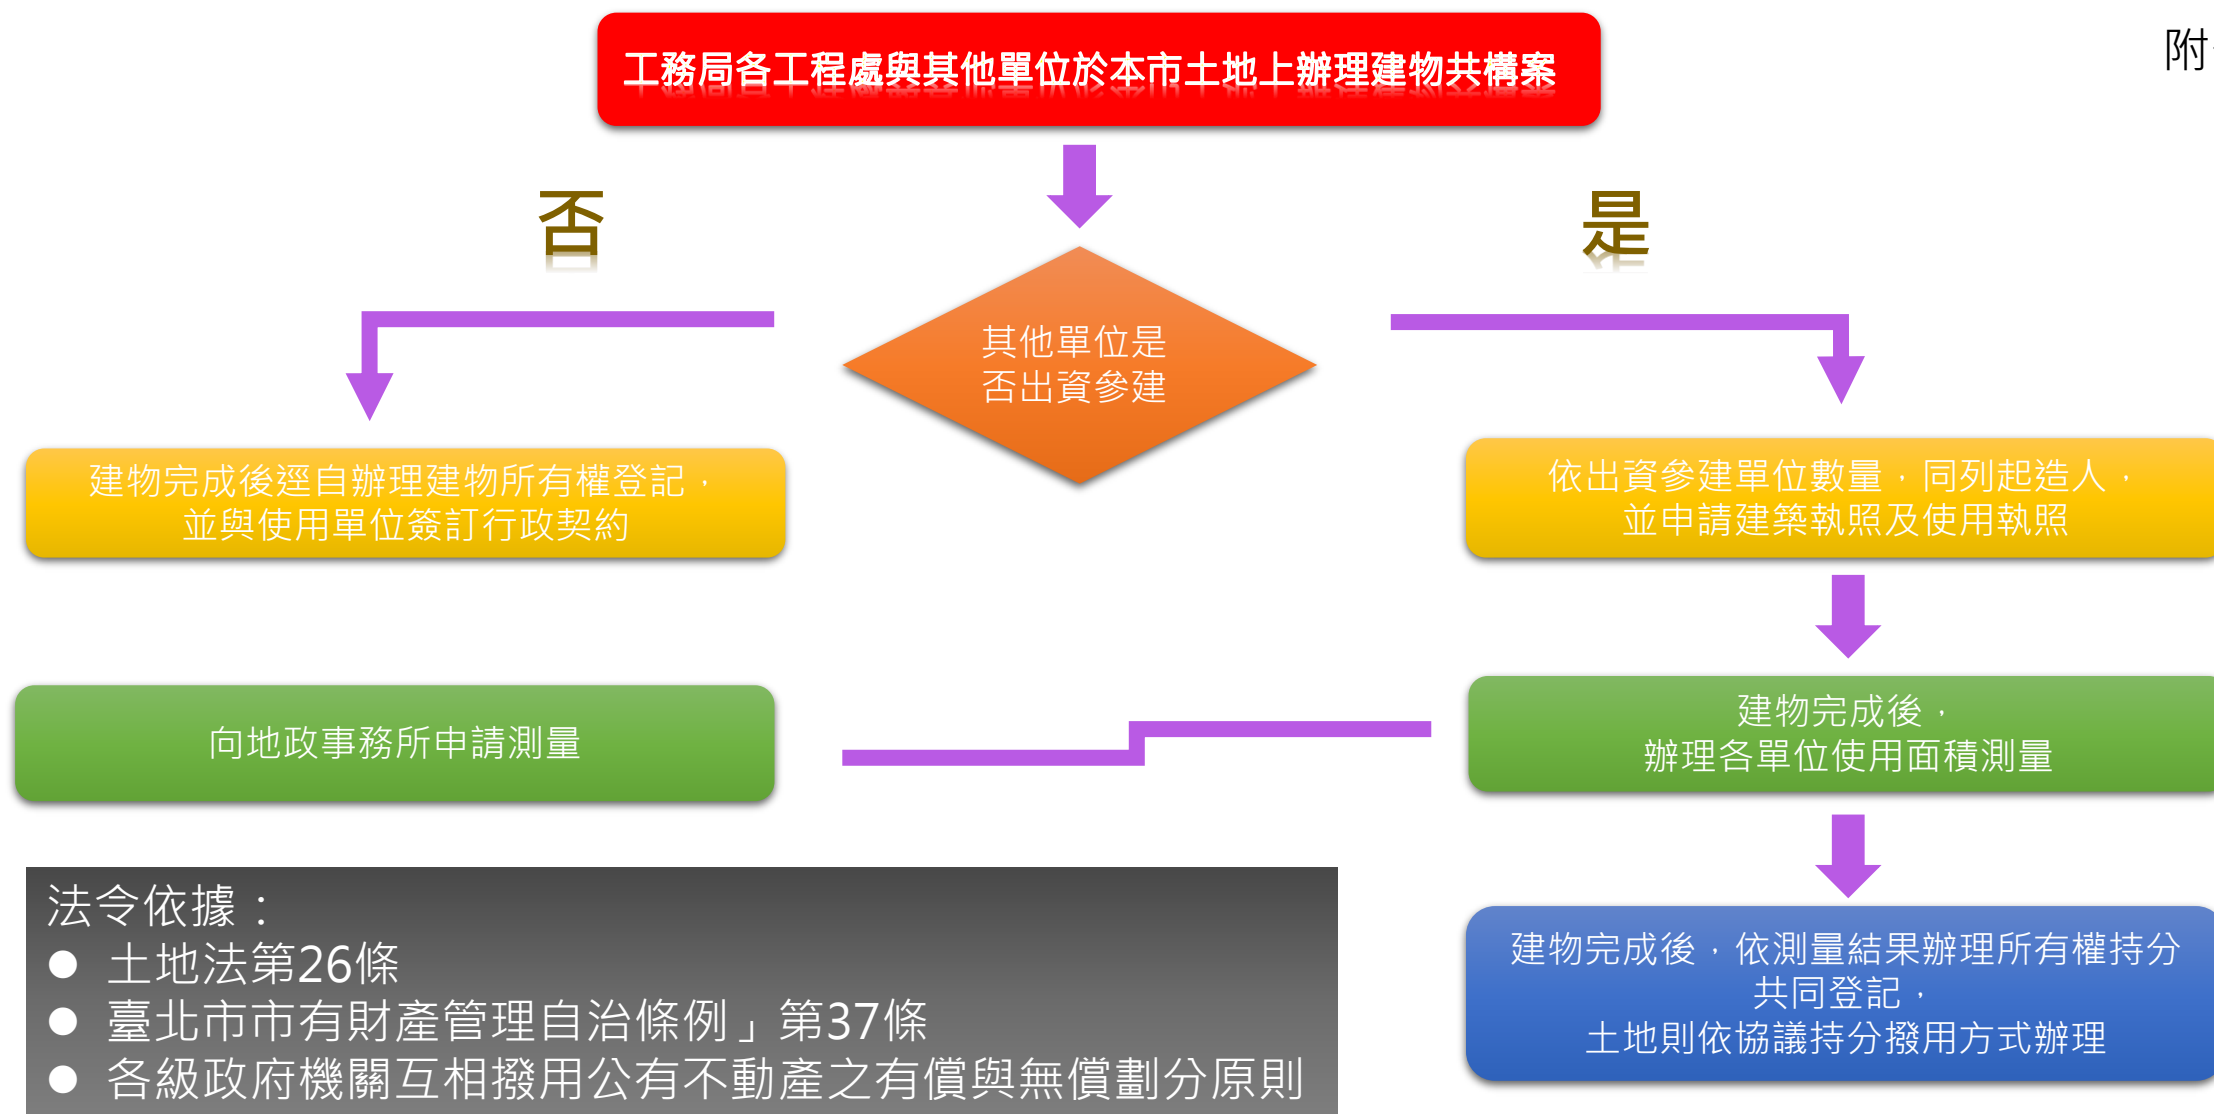 工務局各工程處與其他單位於本市土地上辦理建物共構案
附
否
是
其他單位是
否出資參建
建物完成後逕自辦理建物所有權登記，
並與使用單位簽訂行政契約
依出資參建單位數量，同列起造人，
並申請建築執照及使用執照
向地政事務所申請測量
建物完成後，
辦理各單位使用面積測量
法令依據：
● 土地法第26條
● 臺北市市有財產管理自治條例」第37條
● 各級政府機關互相撥用公有不動產之有償與無償劃分原則
建物完成後，依測量結果辦理所有權持分
共同登記，
土地則依協議持分撥用方式辦理